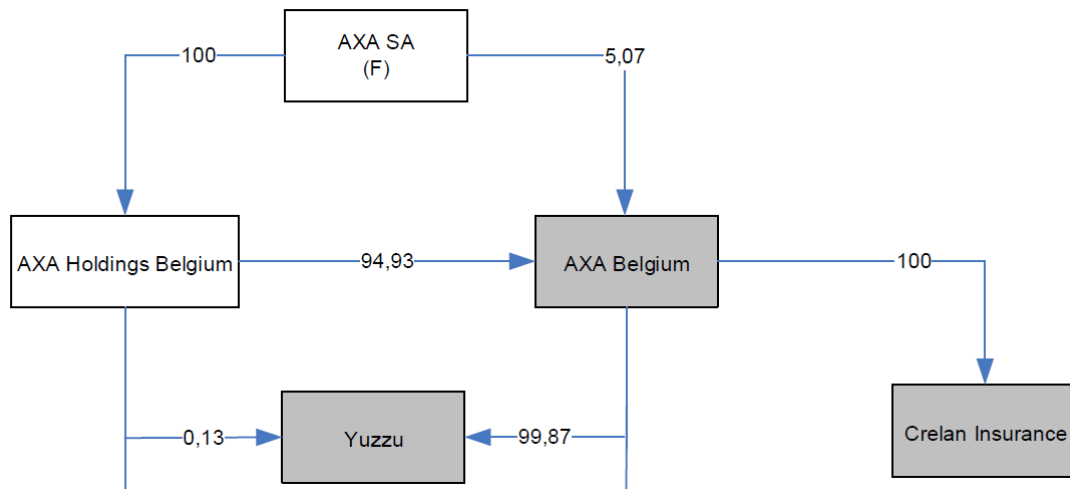 AXA SA
(F)
100
5,07
AXA Holdings Belgium
94,93
AXA Belgium
100
0,13
Yuzzu
99,87
Crelan Insurance